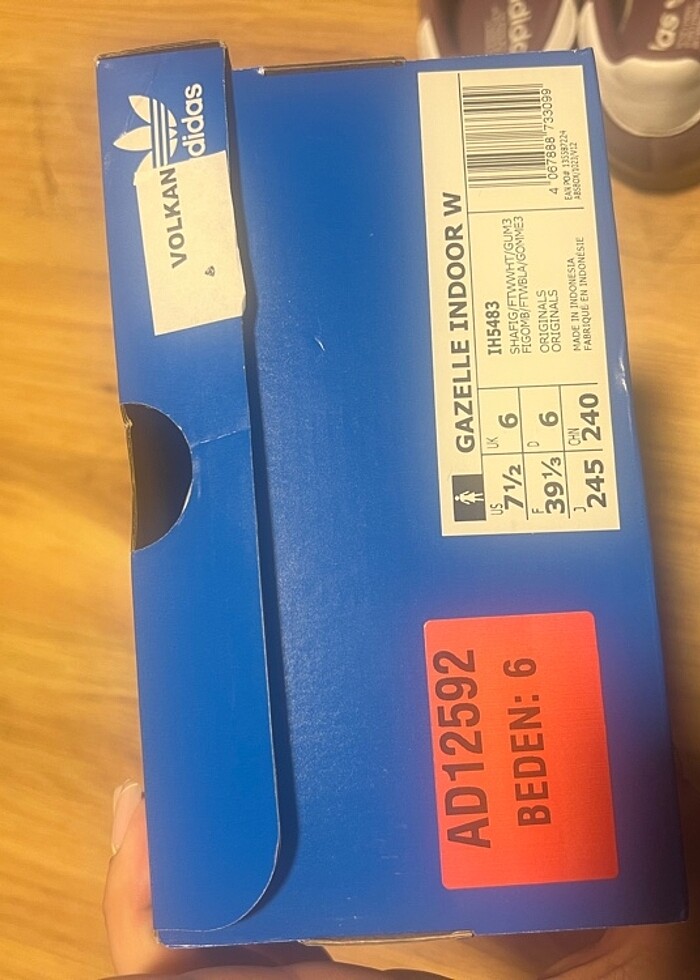 adidas
VOLKAN
&
GAZELLE INDOOR W
IH5483
SHAFIG/FTWWHT/GUM3
FIGOMB/FTWBLA/GOMME3
ORIGINALS
ORIGINALS
MADE IN INDONESIA
FABRIQUÉ EN INDONÉSIE
4 067888 733099
US 7½
UK 6
F 39⅓
D 6
J 245
CHN 240
AD12592
BEDEN: 6